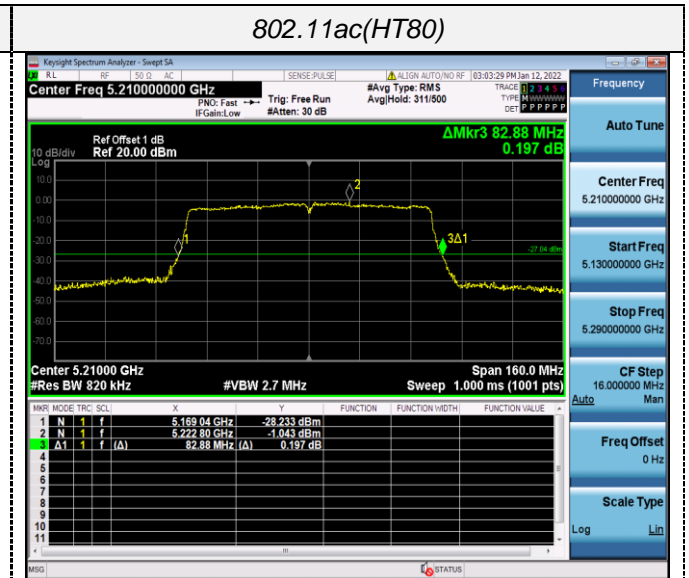 802.11ac(HT80)
Keysight Spectrum Analyzer - Swept SA
RL RF 50 Ω AC SENSE:PULSE ALIGN AUTO/NO RF 03:03:29 PM Jan 12, 2022
Center Freq 5.210000000 GHz
PNO: Fast
IFGain:Low
Trig: Free Run
#Atten: 30 dB
#Avg Type: RMS
Avg|Hold: 311/500
TRACE 1 2 3 4 5 6
TYPE M WWWWW
DET P P P P P P
Ref Offset 1 dB
10 dB/div Ref 20.00 dBm
Log
ΔMkr3 82.88 MHz
0.197 dB
10.0
0.00
-10.0
-20.0
-30.0
-40.0
-50.0
-60.0
-70.0
1
2
3Δ1
-27.04 dBm
Center 5.21000 GHz Span 160.0 MHz
#Res BW 820 kHz #VBW 2.7 MHz Sweep 1.000 ms (1001 pts)
MKR MODE TRC SCL X Y FUNCTION FUNCTION WIDTH FUNCTION VALUE
1 N 1 f 5.169 04 GHz -28.233 dBm
2 N 1 f 5.222 80 GHz -1.043 dBm
3 Δ1 1 f (Δ) 82.88 MHz (Δ) 0.197 dB
4
5
6
7
8
9
10
11
MSG STATUS
Frequency
Auto Tune
Center Freq
5.210000000 GHz
Start Freq
5.130000000 GHz
Stop Freq
5.290000000 GHz
CF Step
16.000000 MHz
Auto Man
Freq Offset
0 Hz
Scale Type
Log Lin